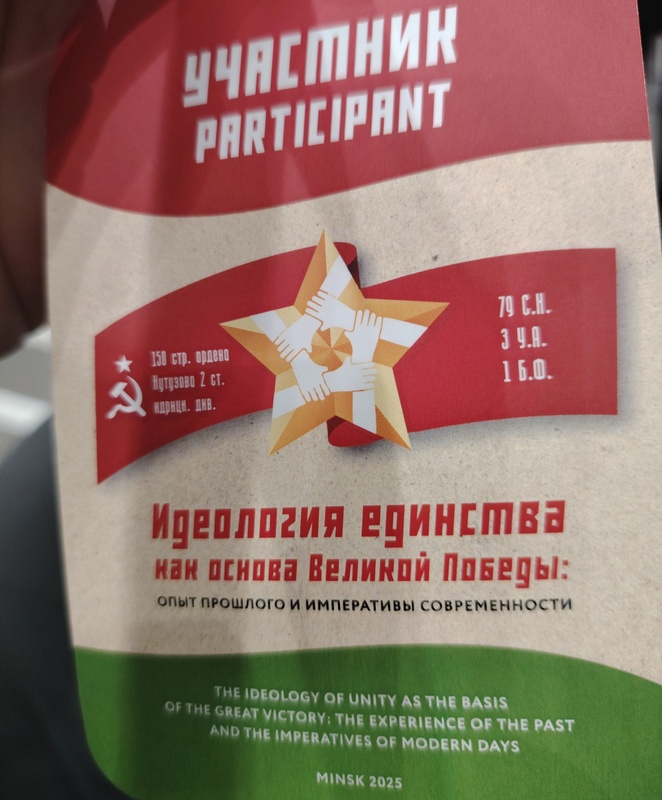 УЧАСТНИК
PARTICIPANT
150 стр. ордена
Кутузова 2 ст.
идрицк. див.
79 С.К.
3 У.А.
1 Б.Ф.
Идеология единства
как основа Великой Победы:
ОПЫТ ПРОШЛОГО И ИМПЕРАТИВЫ СОВРЕМЕННОСТИ
THE IDEOLOGY OF UNITY AS THE BASIS
OF THE GREAT VICTORY: THE EXPERIENCE OF THE PAST
AND THE IMPERATIVES OF MODERN DAYS
MINSK 2025